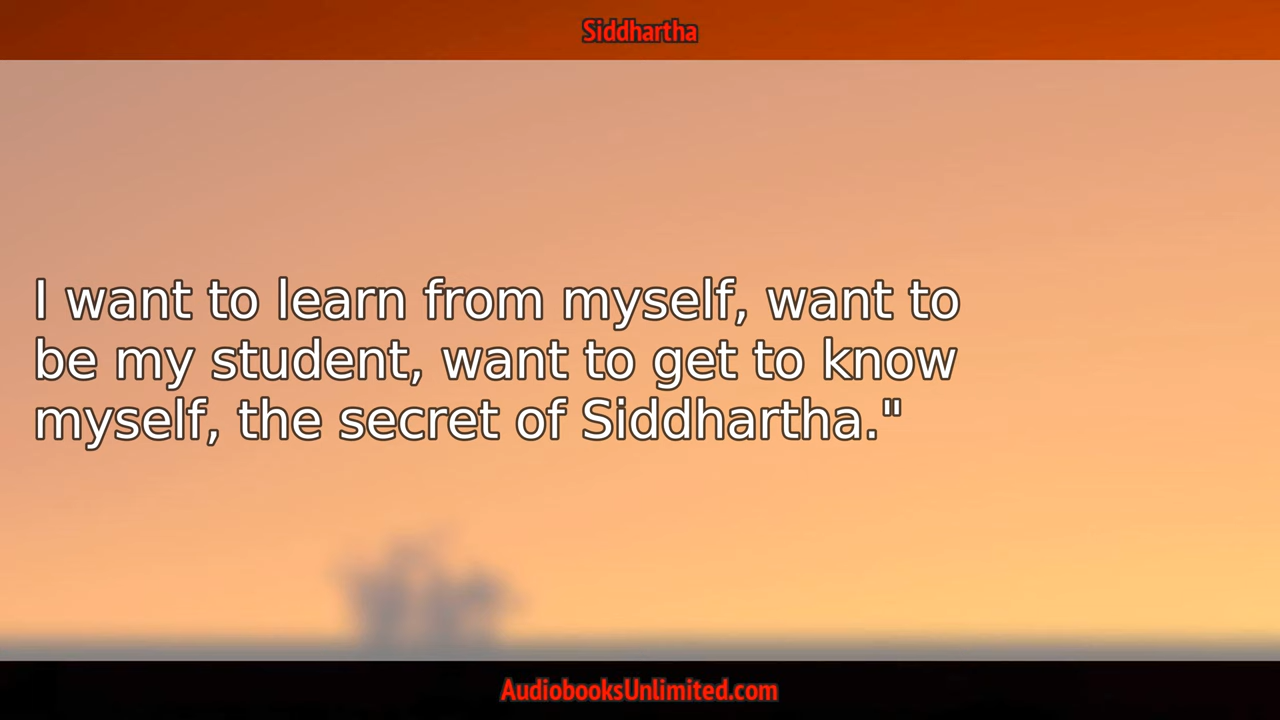 Siddhartha
I want to learn from myself, want to
be my student, want to get to know
myself, the secret of Siddhartha."
AudiobooksUnlimited.com